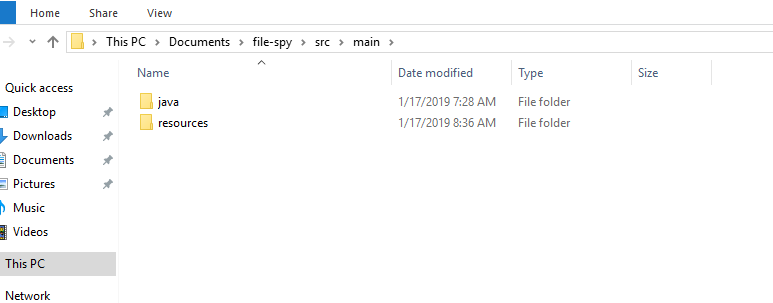 Home Share View
This PC Documents file-spy src main
Name Date modified Type Size
java 1/17/2019 7:28 AM File folder
resources 1/17/2019 8:36 AM File folder
Quick access
Desktop
Downloads
Documents
Pictures
Music
Videos
This PC
Network